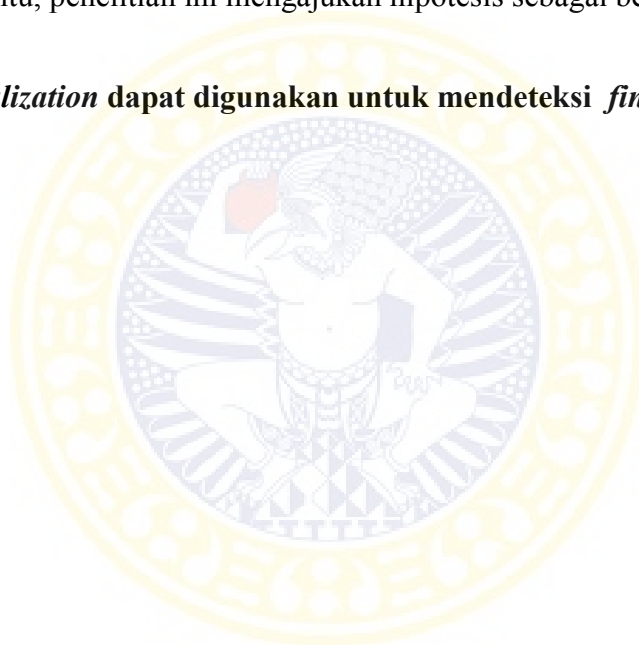 itu, penelitian ini mengajukan hipotesis sebagai be
lization dapat digunakan untuk mendeteksi fin